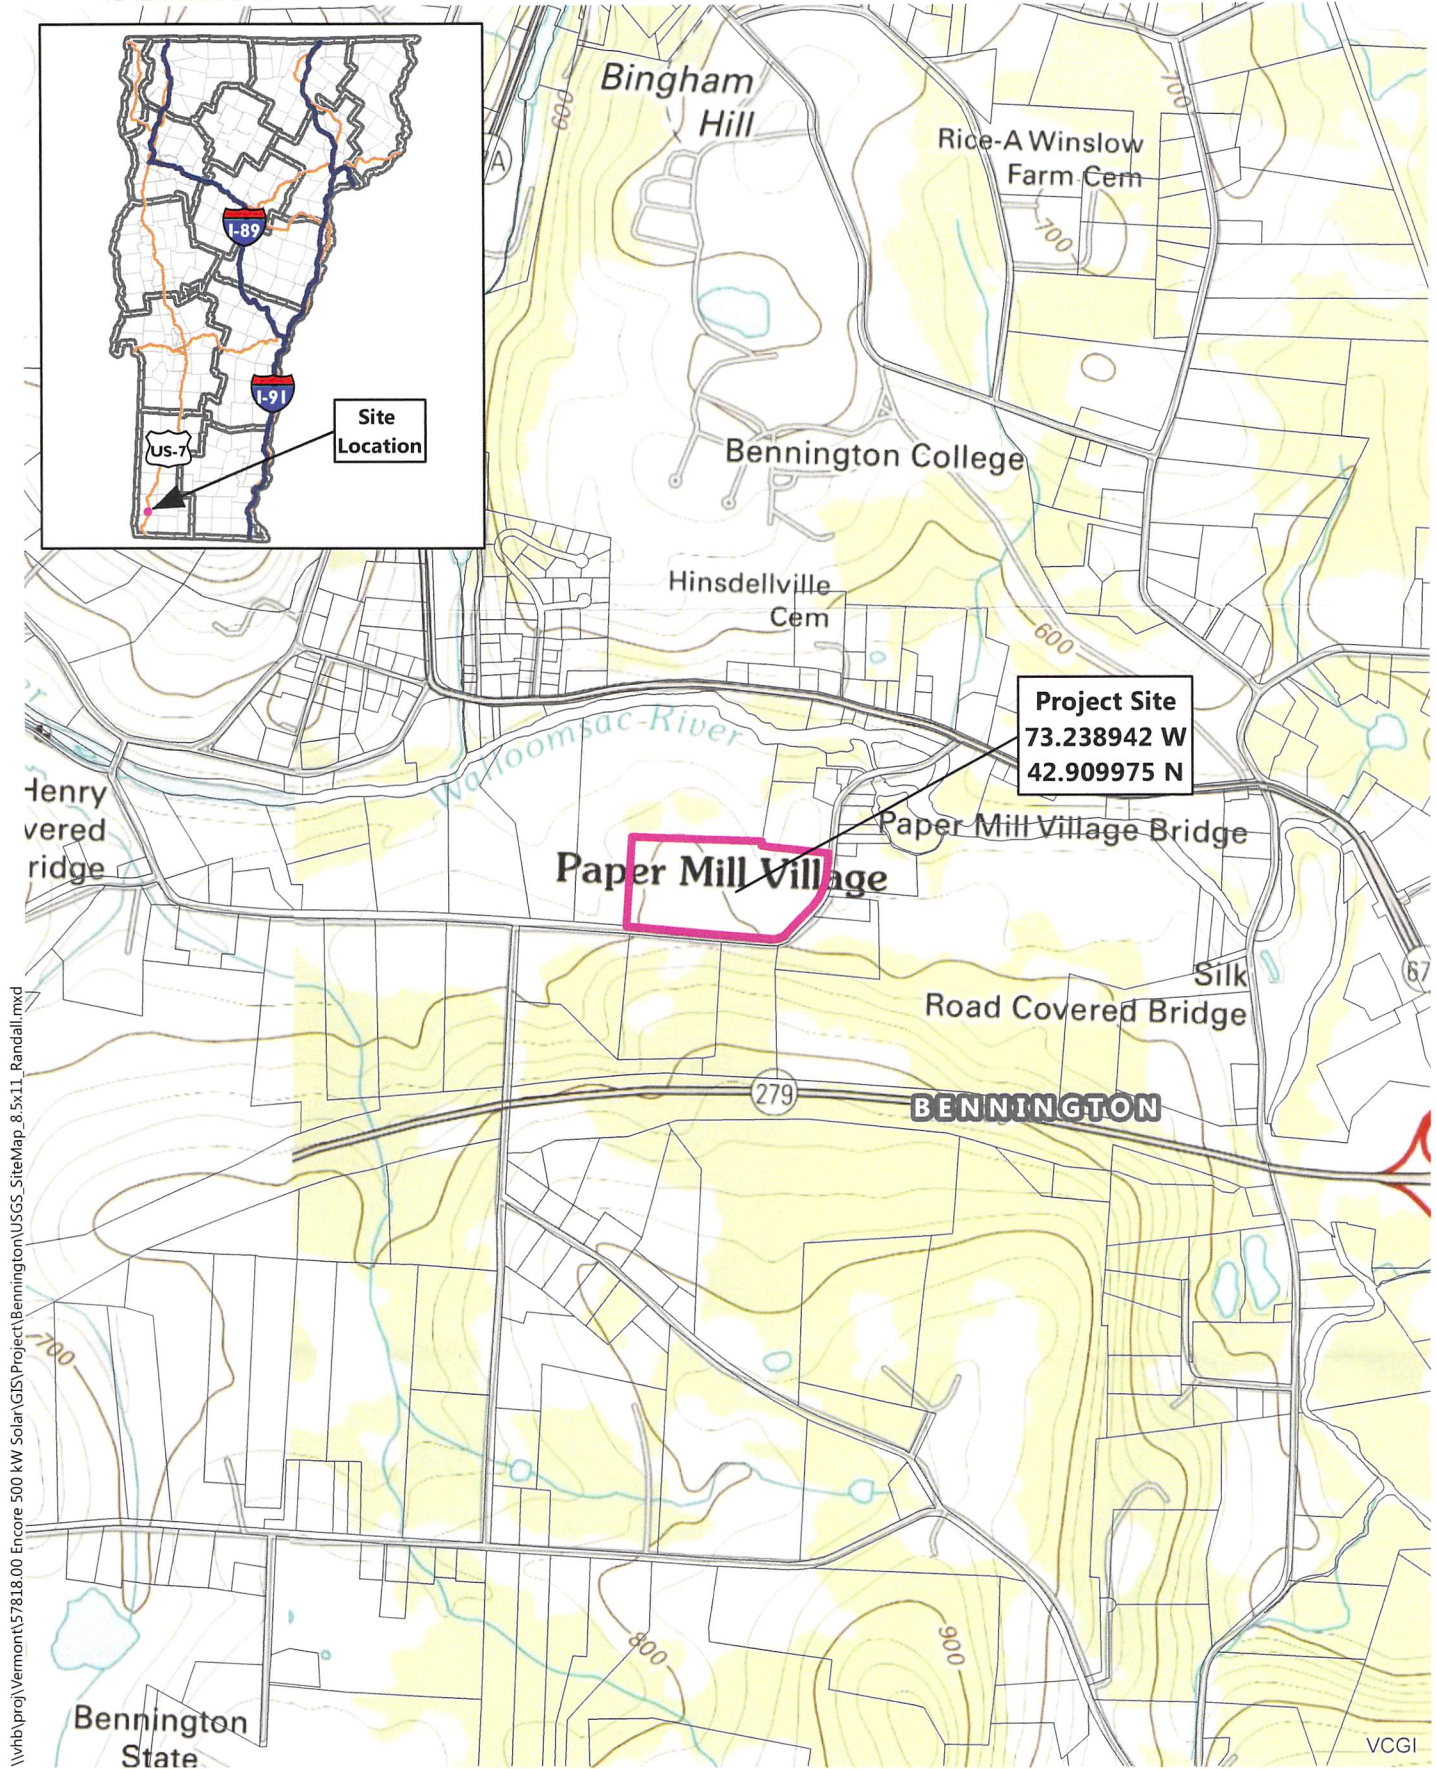 Bingham
Hill
600
700
Rice-A Winslow
Farm Cem
700
I-89
I-91
US-7
Site
Location
Bennington College
Hinsdellville
Cem
600
Walloomsac River
Project Site
73.238942 W
42.909975 N
Henry
vered
ridge
Paper Mill Village Bridge
Paper Mill Village
Silk
Road Covered Bridge
67
279
BENNINGTON
700
800
900
Bennington
State
VCGI
\\vhb\proj\Vermont\57818.00 Encore 500 kW Solar\GIS\Project\Bennington\USGS_SiteMap_8.5x11_Randall.mxd